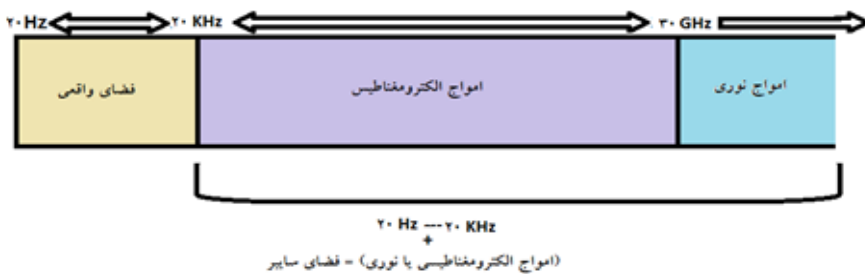 ۲۰ Hz ۲۰ KHz ۳۰ GHz
فضای واقعی امواج الکترومغناطیس امواج نوری
۲۰ Hz ---۲۰ KHz
+
(امواج الکترومغناطیسی یا نوری) = فضای سایبر